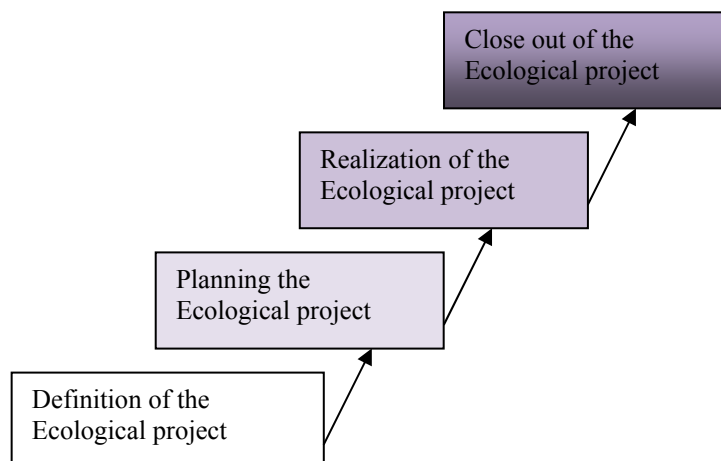 Close out of the
Ecological project
Realization of the
Ecological project
Planning the
Ecological project
Definition of the
Ecological project